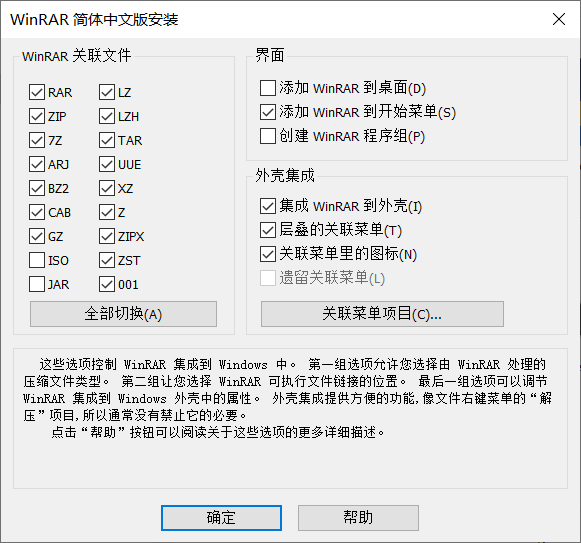 WinRAR 简体中文版安装
WinRAR 关联文件
RAR
LZ
ZIP
LZH
7Z
TAR
ARJ
UUE
BZ2
XZ
CAB
Z
GZ
ZIPX
ISO
ZST
JAR
001
全部切换(A)
界面
添加 WinRAR 到桌面(D)
添加 WinRAR 到开始菜单(S)
创建 WinRAR 程序组(P)
外壳集成
集成 WinRAR 到外壳(I)
层叠的关联菜单(T)
关联菜单里的图标(N)
遗留关联菜单(L)
关联菜单项目(C)...
这些选项控制 WinRAR 集成到 Windows 中。 第一组选项允许您选择由 WinRAR 处理的
压缩文件类型。 第二组让您选择 WinRAR 可执行文件链接的位置。 最后一组选项可以调节
WinRAR 集成到 Windows 外壳中的属性。 外壳集成提供方便的功能,像文件右键菜单的“解
压”项目,所以通常没有禁止它的必要。
点击“帮助”按钮可以阅读关于这些选项的更多详细描述。
确定
帮助